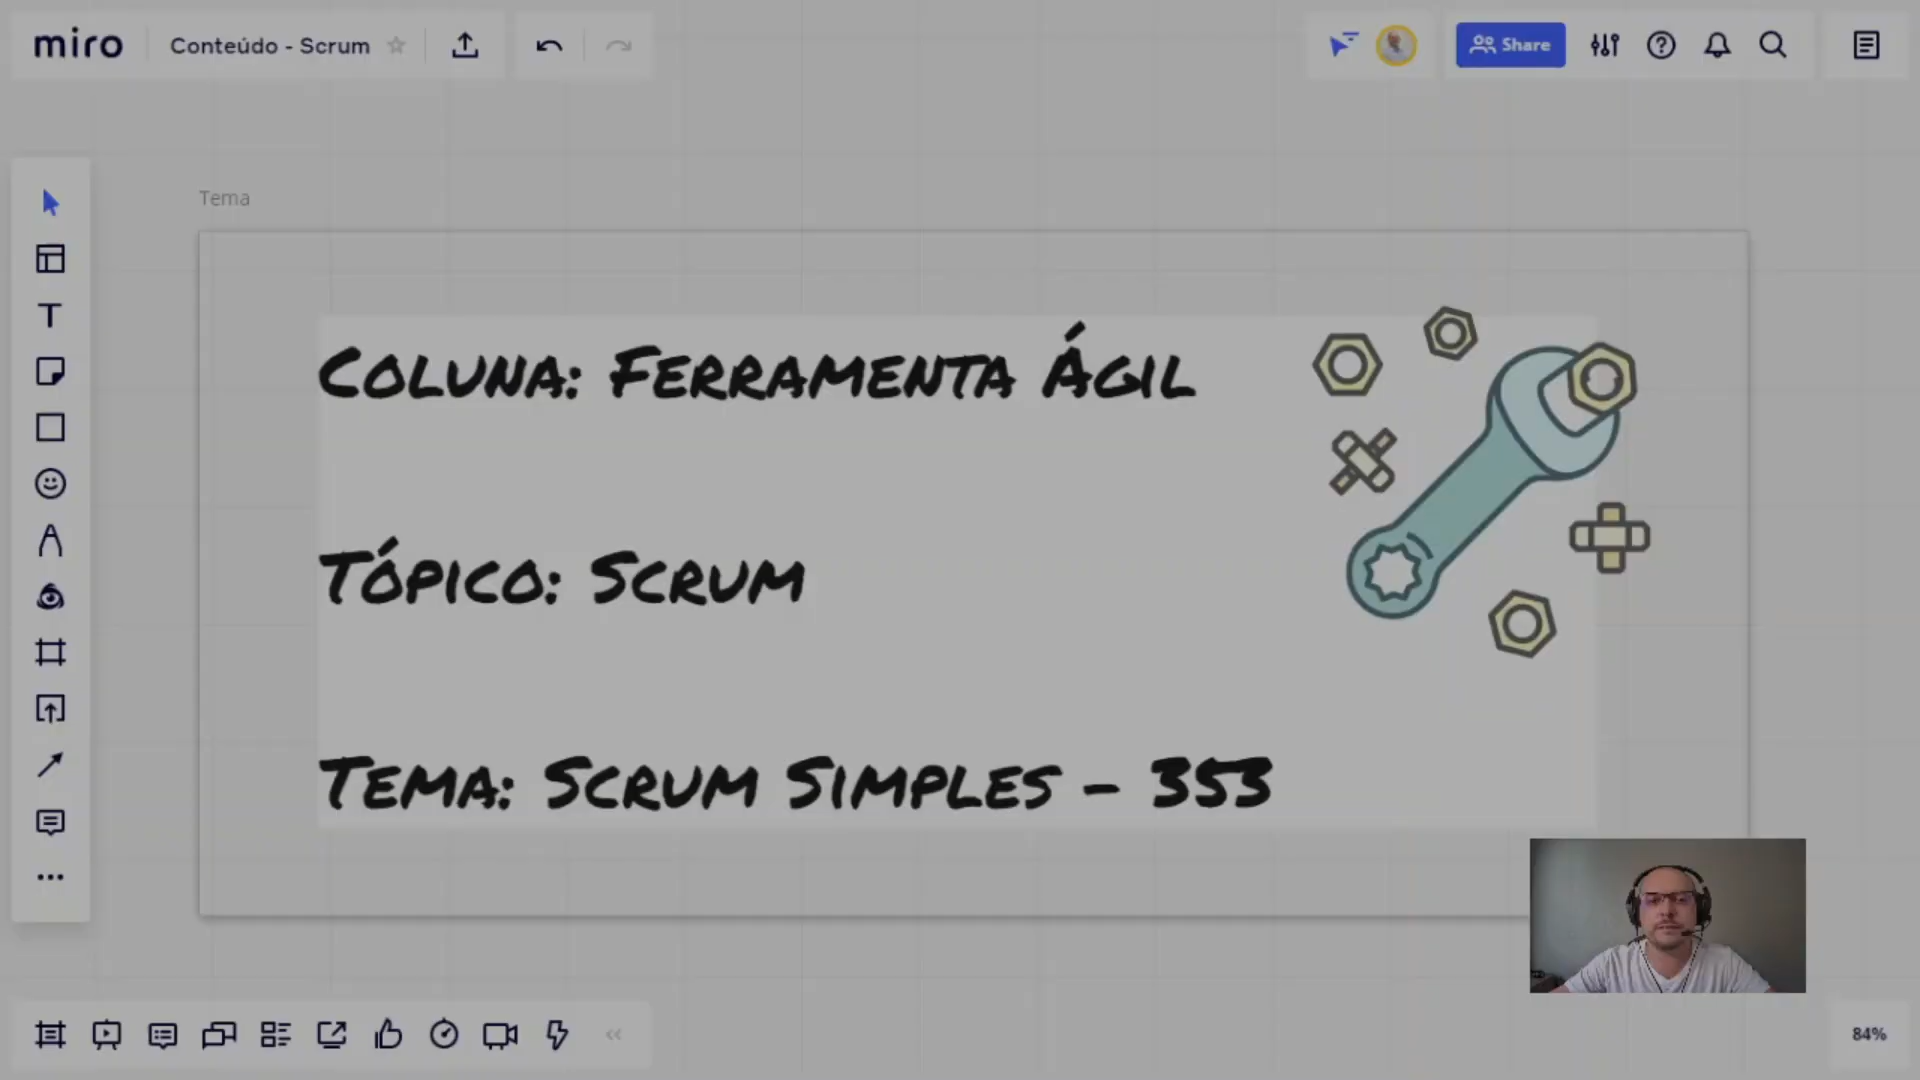 miro
Conteúdo - Scrum
Share
Tema
Coluna: Ferramenta Ágil
Tópico: Scrum
Tema: Scrum Simples - 353
84%